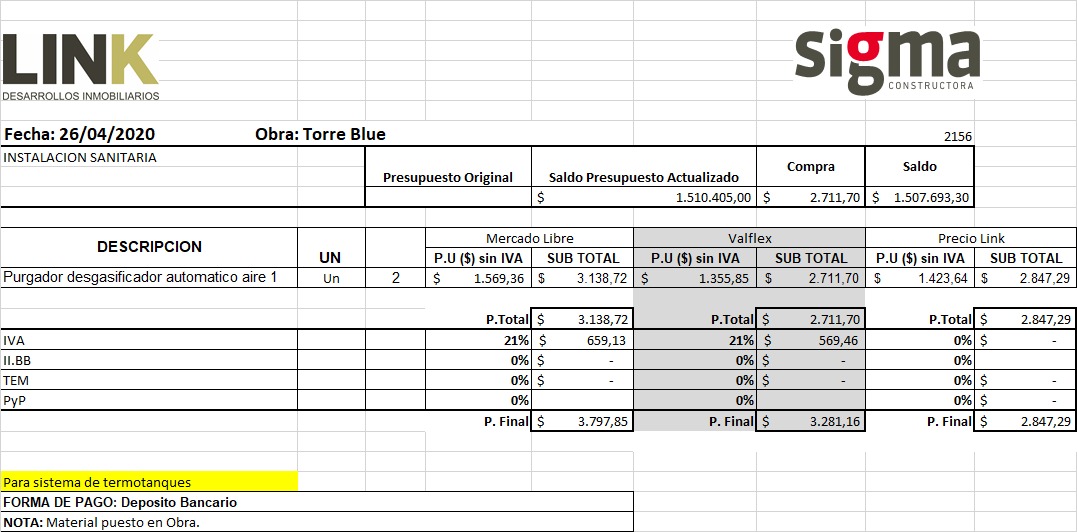 LINK
DESARROLLOS INMOBILIARIOS
sigma
CONSTRUCTORA
Fecha: 26/04/2020 Obra: Torre Blue 2156
INSTALACION SANITARIA
Presupuesto Original Saldo Presupuesto Actualizado Compra Saldo
$ 1.510.405,00 $ 2.711,70 $ 1.507.693,30
DESCRIPCION UN Mercado Libre Valflex Precio Link
P.U ($) sin IVA SUB TOTAL P.U ($) sin IVA SUB TOTAL P.U ($) sin IVA SUB TOTAL
Purgador desgasificador automatico aire 1 Un 2 $ 1.569,36 $ 3.138,72 $ 1.355,85 $ 2.711,70 $ 1.423,64 $ 2.847,29
P.Total $ 3.138,72 P.Total $ 2.711,70 P.Total $ 2.847,29
IVA 21% $ 659,13 21% $ 569,46 0% $ -
II.BB 0% $ - 0% $ - 0%
TEM 0% $ - 0% $ - 0% $ -
PyP 0% 0% 0% $ -
P. Final $ 3.797,85 P. Final $ 3.281,16 P. Final $ 2.847,29
Para sistema de termotanques
FORMA DE PAGO: Deposito Bancario
NOTA: Material puesto en Obra.